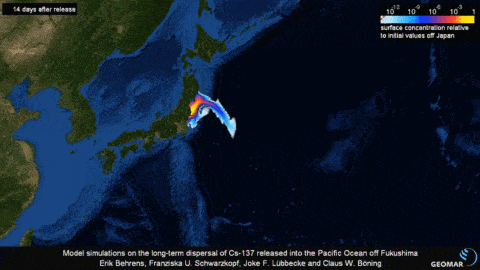 14 days after release
10⁻¹² 10⁻⁹ 10⁻⁶ 10⁻³ 1
surface concentration relative
to initial values off Japan
Model simulations on the long-term dispersal of Cs-137 released into the Pacific Ocean off Fukushima
Erik Behrens, Franziska U. Schwarzkopf, Joke F. Lübbecke and Claus W. Böning
GEOMAR